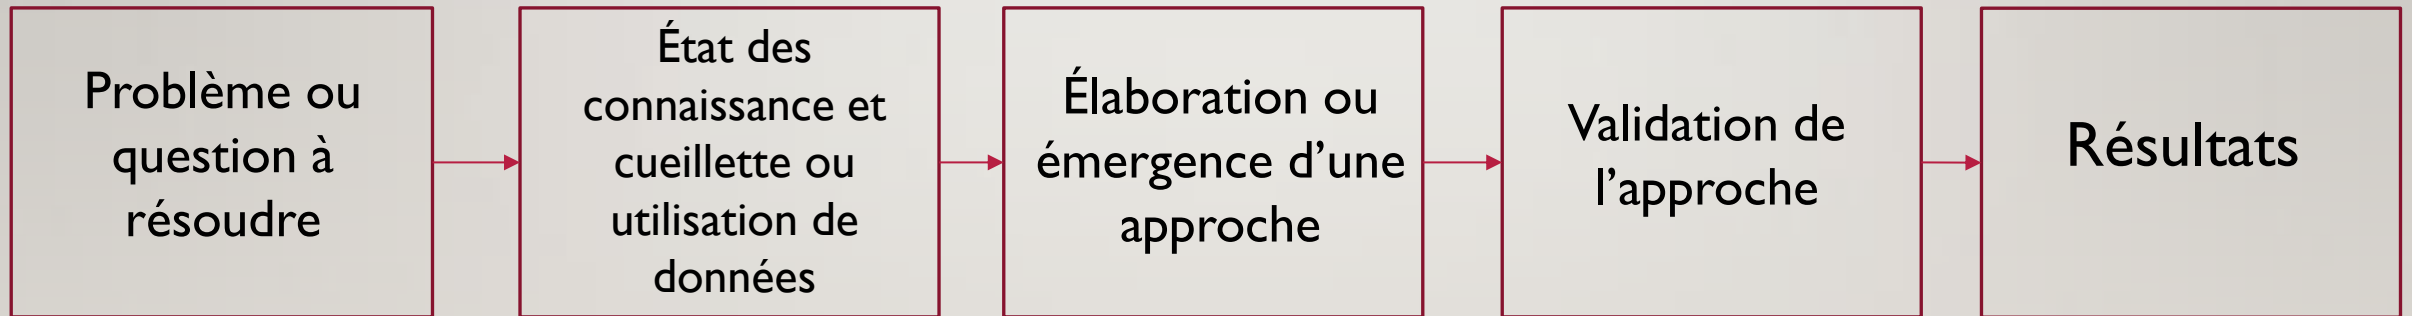 Problème ou
question à
résoudre
État des
connaissance et
cueillette ou
utilisation de
données
Élaboration ou
émergence d’une
approche
Validation de
l’approche
Résultats